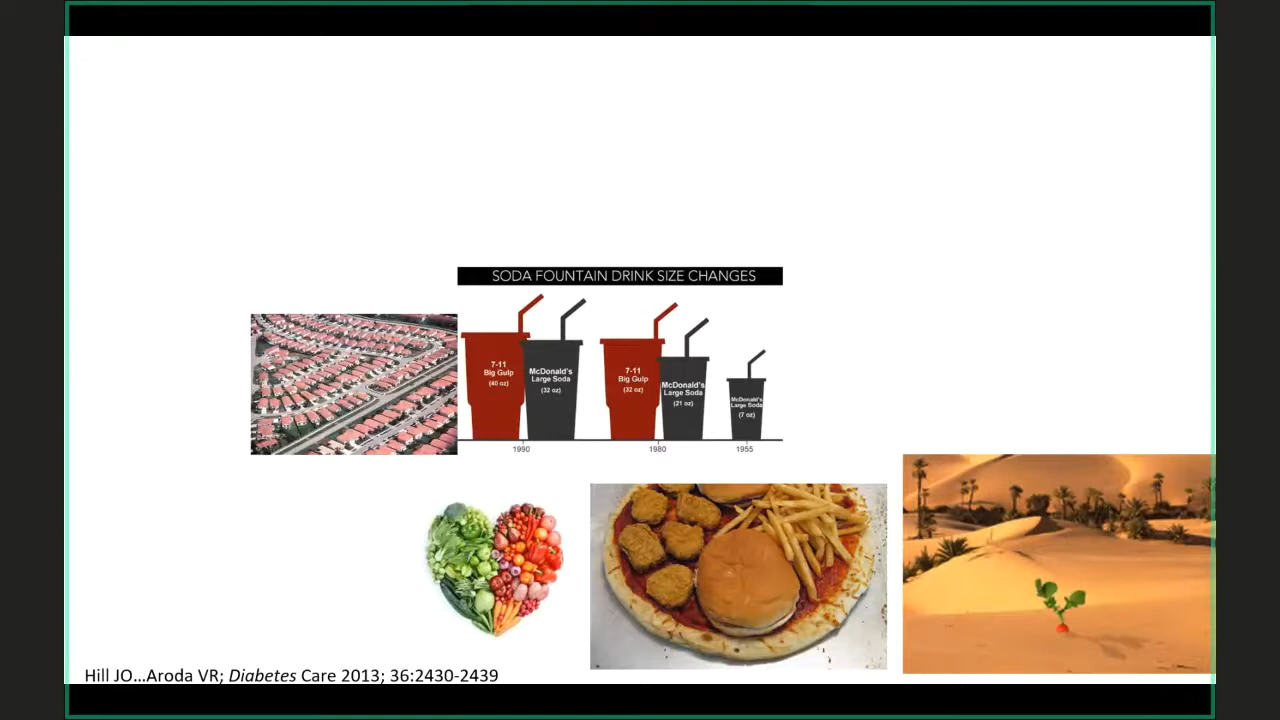 SODA FOUNTAIN DRINK SIZE CHANGES
7-11
Big Gulp
(40 oz)
McDonald's
Large Soda
(32 oz)
7-11
Big Gulp
(32 oz)
McDonald's
Large Soda
(21 oz)
McDonald's
Large Soda
(7 oz)
1990
1980
1955
Hill JO...Aroda VR; Diabetes Care 2013; 36:2430-2439